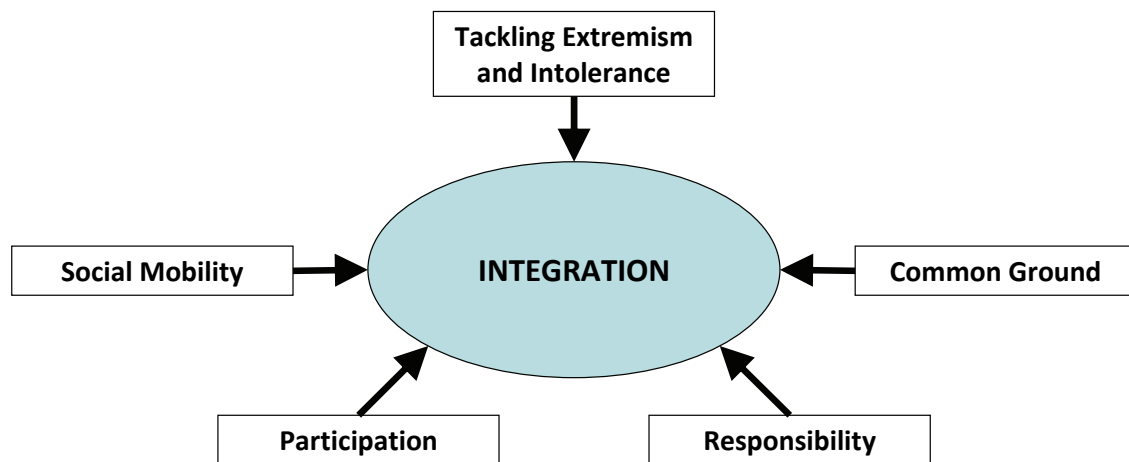 Tackling Extremism
and Intolerance
Social Mobility
INTEGRATION
Common Ground
Participation
Responsibility